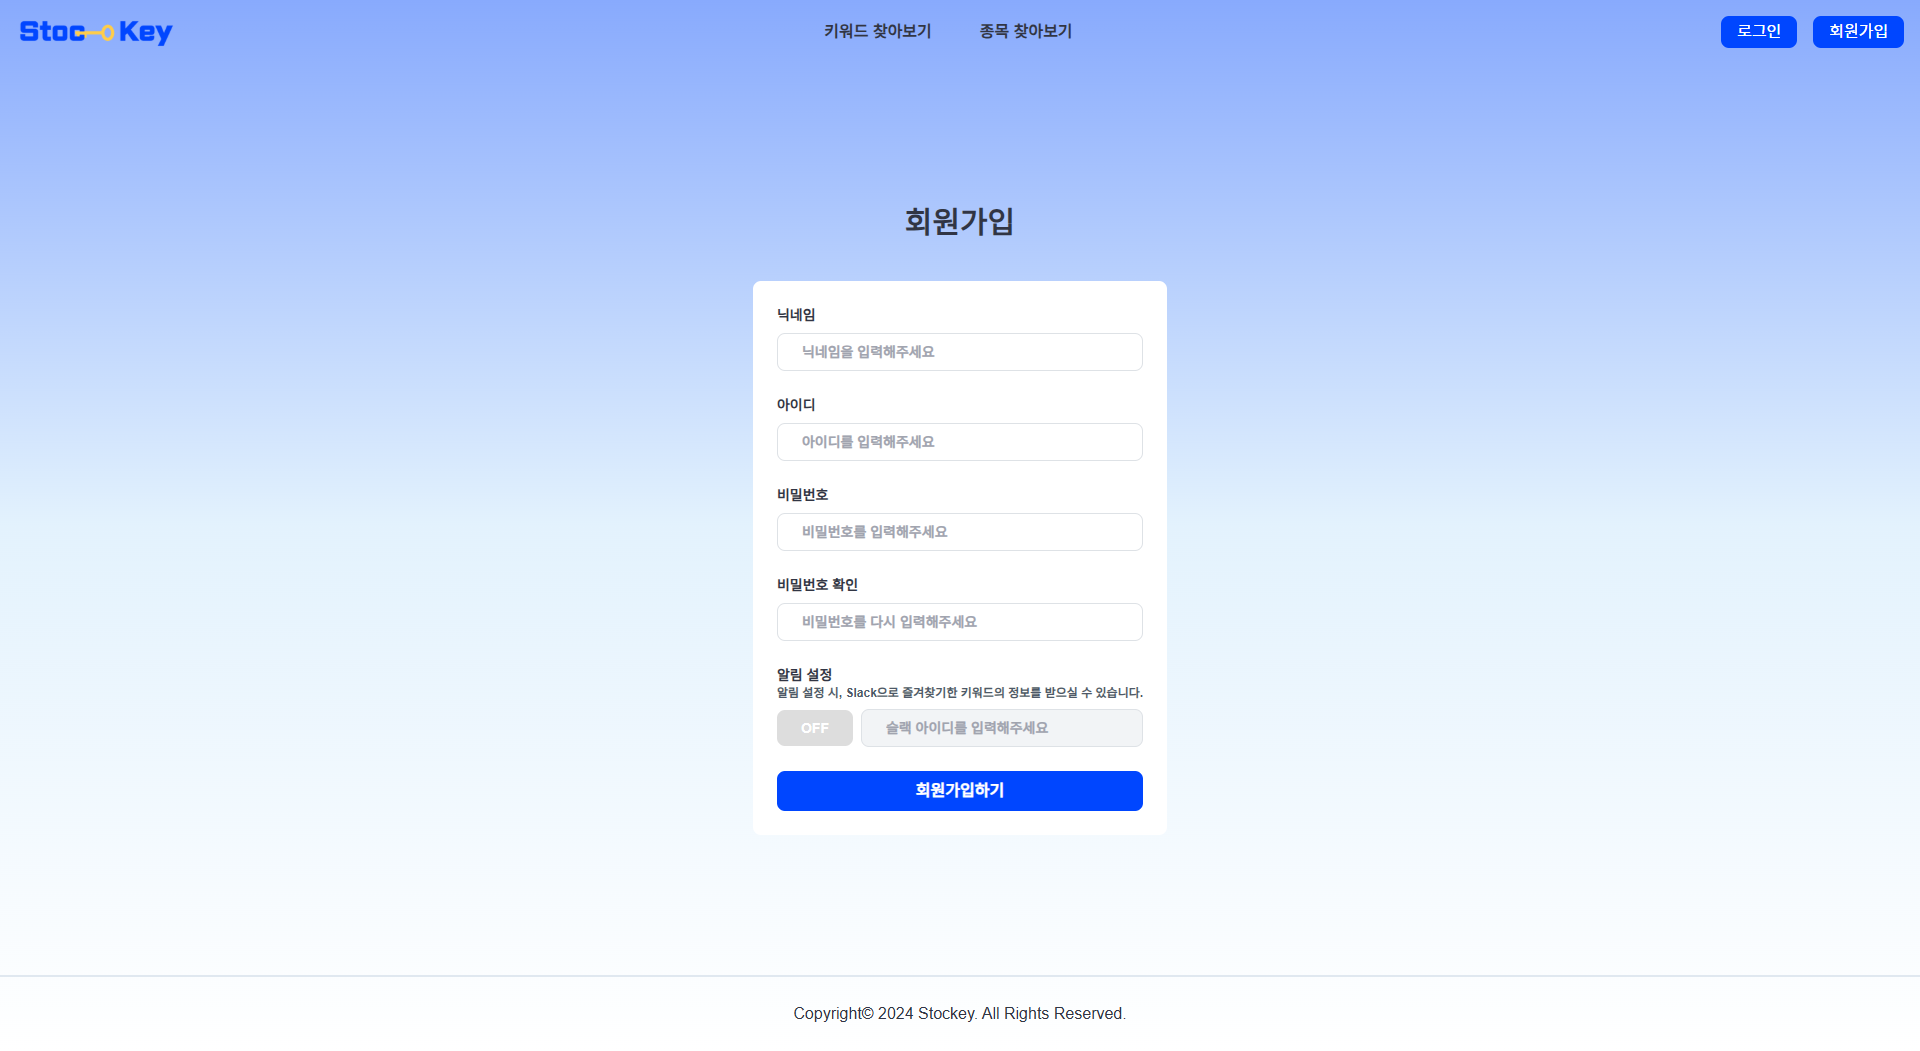 Stoc Key
키워드 찾아보기
종목 찾아보기
로그인
회원가입
회원가입
닉네임
닉네임을 입력해주세요
아이디
아이디를 입력해주세요
비밀번호
비밀번호를 입력해주세요
비밀번호 확인
비밀번호를 다시 입력해주세요
알림 설정
알림 설정 시, Slack으로 즐겨찾기한 키워드의 정보를 받으실 수 있습니다.
OFF
슬랙 아이디를 입력해주세요
회원가입하기
Copyright© 2024 Stockey. All Rights Reserved.